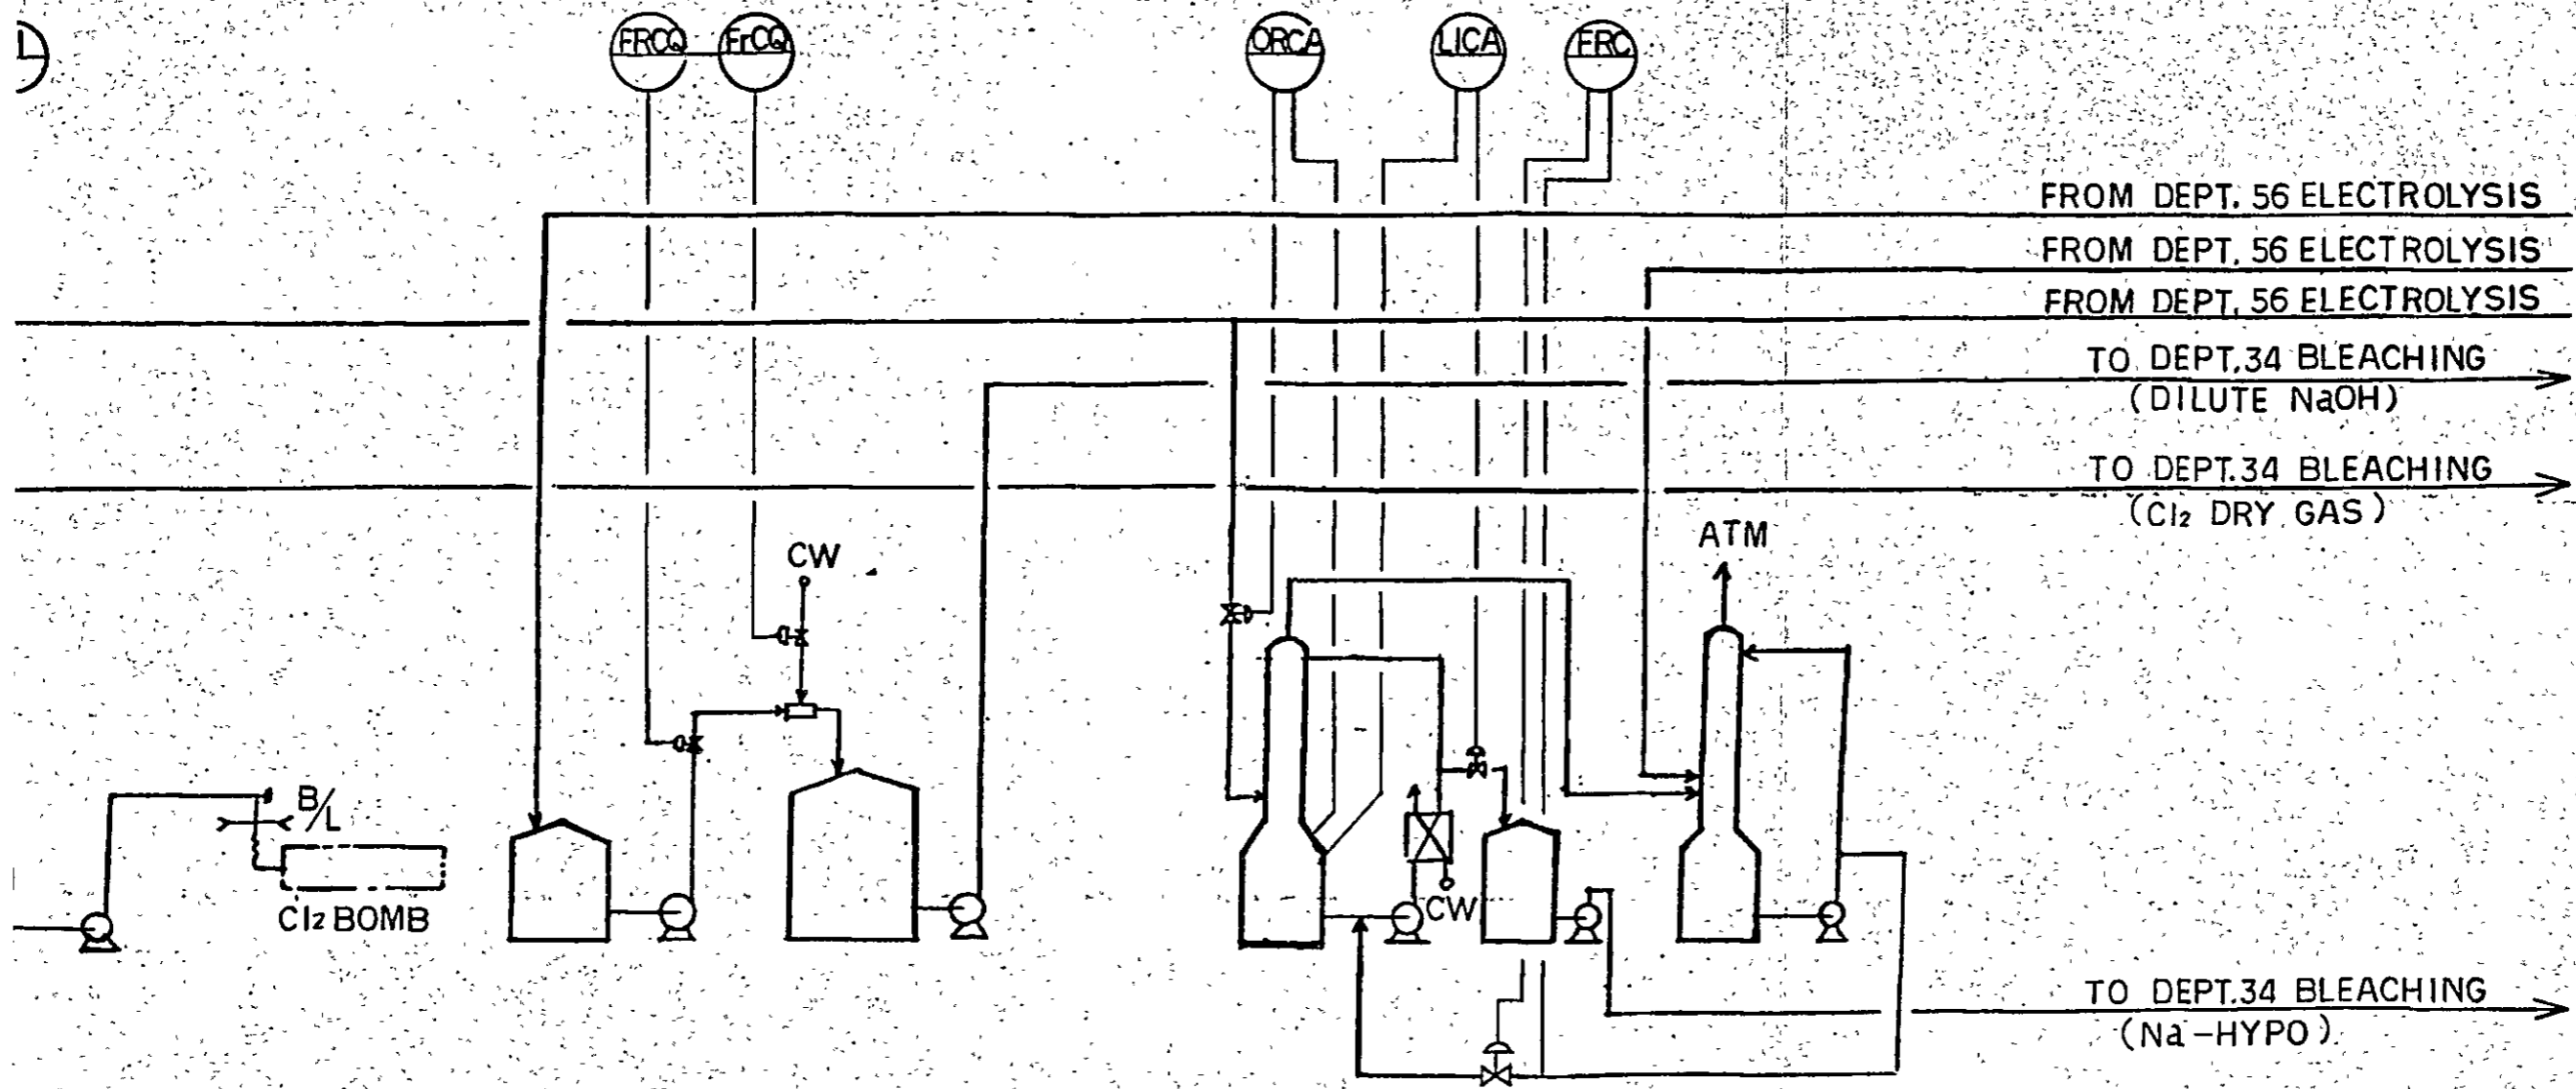 L
FRCQ
FrCQ
ORCA
LICA
FRC
FROM DEPT. 56 ELECTROLYSIS
FROM DEPT. 56 ELECTROLYSIS
FROM DEPT. 56 ELECTROLYSIS
TO DEPT.34 BLEACHING
(DILUTE NaOH)
TO DEPT.34 BLEACHING
(Cl₂ DRY GAS)
ATM
CW
B/L
Cl₂ BOMB
CW
TO DEPT.34 BLEACHING
(Na-HYPO)